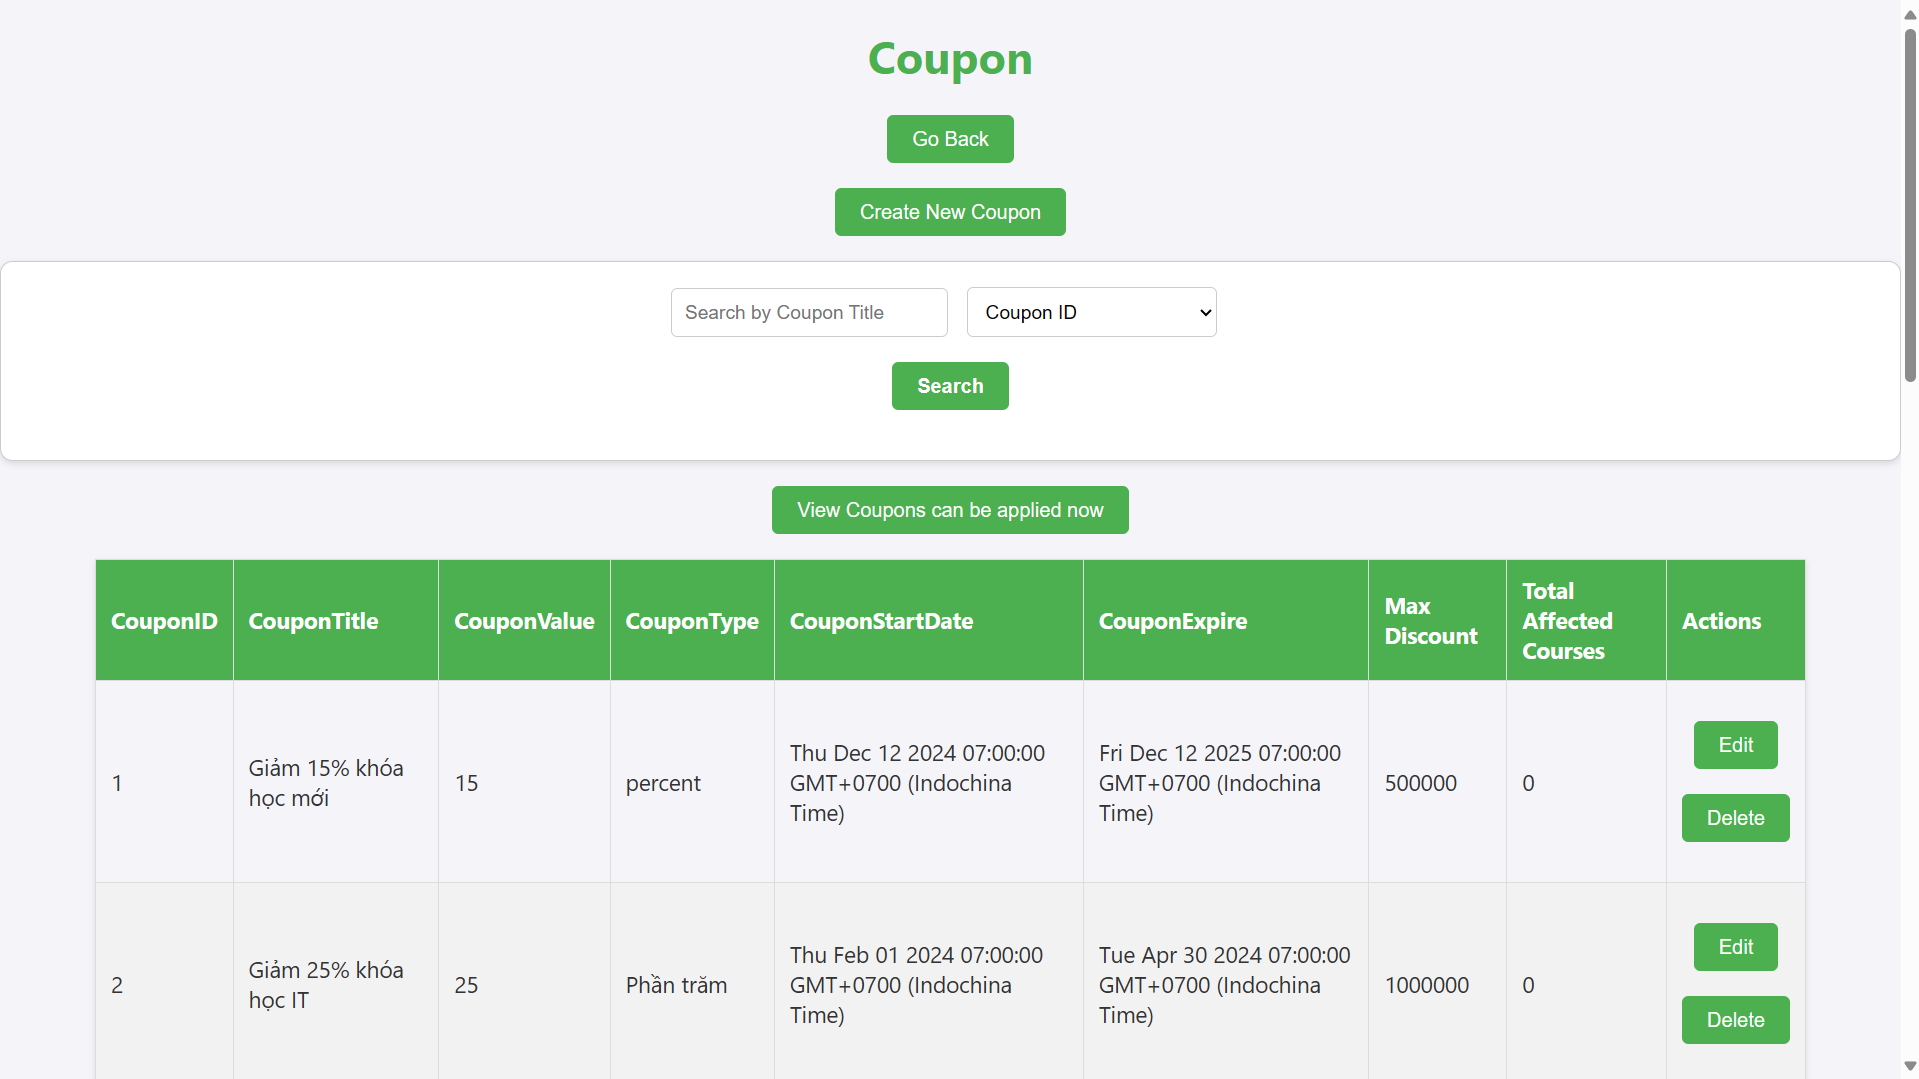 Coupon
Go Back
Create New Coupon
Search by Coupon Title
Coupon ID
Search
View Coupons can be applied now
CouponID CouponTitle CouponValue CouponType CouponStartDate CouponExpire Max Discount Total Affected Courses Actions
1 Giảm 15% khóa học mới 15 percent Thu Dec 12 2024 07:00:00 GMT+0700 (Indochina Time) Fri Dec 12 2025 07:00:00 GMT+0700 (Indochina Time) 500000 0 Edit Delete
2 Giảm 25% khóa học IT 25 Phần trăm Thu Feb 01 2024 07:00:00 GMT+0700 (Indochina Time) Tue Apr 30 2024 07:00:00 GMT+0700 (Indochina Time) 1000000 0 Edit Delete